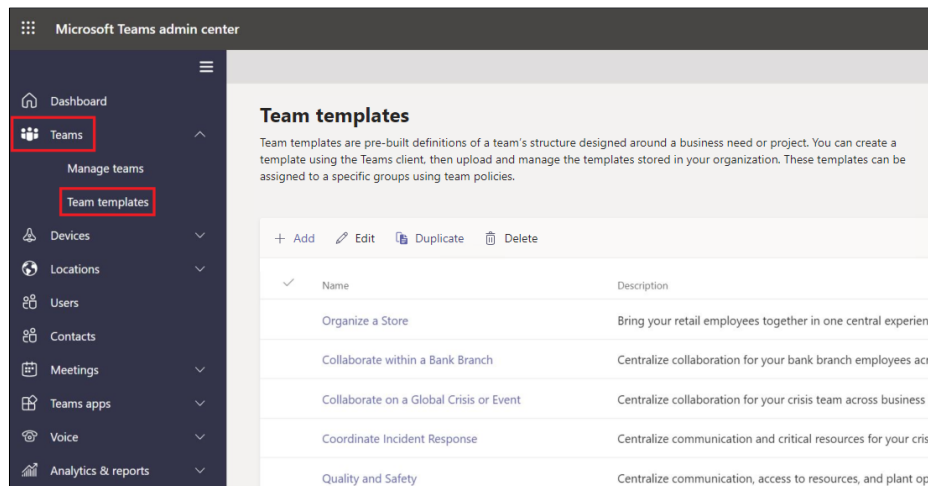 Microsoft Teams admin center
Dashboard
Teams
Manage teams
Team templates
Devices
Locations
Users
Contacts
Meetings
Teams apps
Voice
Analytics & reports
Team templates
Team templates are pre-built definitions of a team's structure designed around a business need or project. You can create a
template using the Teams client, then upload and manage the templates stored in your organization. These templates can be
assigned to a specific groups using team policies.
+ Add Edit Duplicate Delete
Name Description
Organize a Store Bring your retail employees together in one central experien
Collaborate within a Bank Branch Centralize collaboration for your bank branch employees acr
Collaborate on a Global Crisis or Event Centralize collaboration for your crisis team across business
Coordinate Incident Response Centralize communication and critical resources for your cris
Quality and Safety Centralize communication, access to resources, and plant op